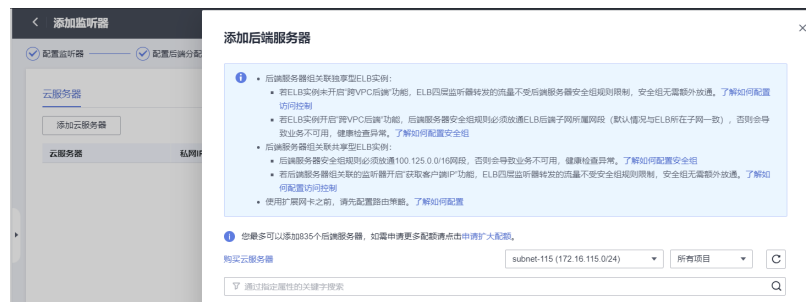 添加监听器
配置监听器
配置后端分配
云服务器
添加云服务器
云服务器
私网IP
添加后端服务器
后端服务器组关联独享型ELB实例：
若ELB实例未开启“跨VPC后端”功能，ELB四层监听器转发的流量不受后端服务器安全组规则限制，安全组无需额外放通。了解如何配置
访问控制
若ELB实例开启“跨VPC后端”功能，后端服务器安全组规则必须放通ELB后端子网所属网段（默认情况与ELB所在子网一致），否则会导
致业务不可用，健康检查异常。了解如何配置安全组
后端服务器组关联共享型ELB实例：
后端服务器安全组规则必须放通100.125.0.0/16网段，否则会导致业务不可用，健康检查异常。了解如何配置安全组
若后端服务器组关联的监听器开启“获取客户端IP”功能，ELB四层监听器转发的流量不受安全组规则限制，安全组无需额外放通。了解如
何配置访问控制
使用扩展网卡之前，请先配置路由策略。了解如何配置
您最多可以添加835个后端服务器，如需申请更多配额请点击申请扩大配额。
购买云服务器
subnet-115 (172.16.115.0/24)
所有项目
通过指定属性的关键字搜索